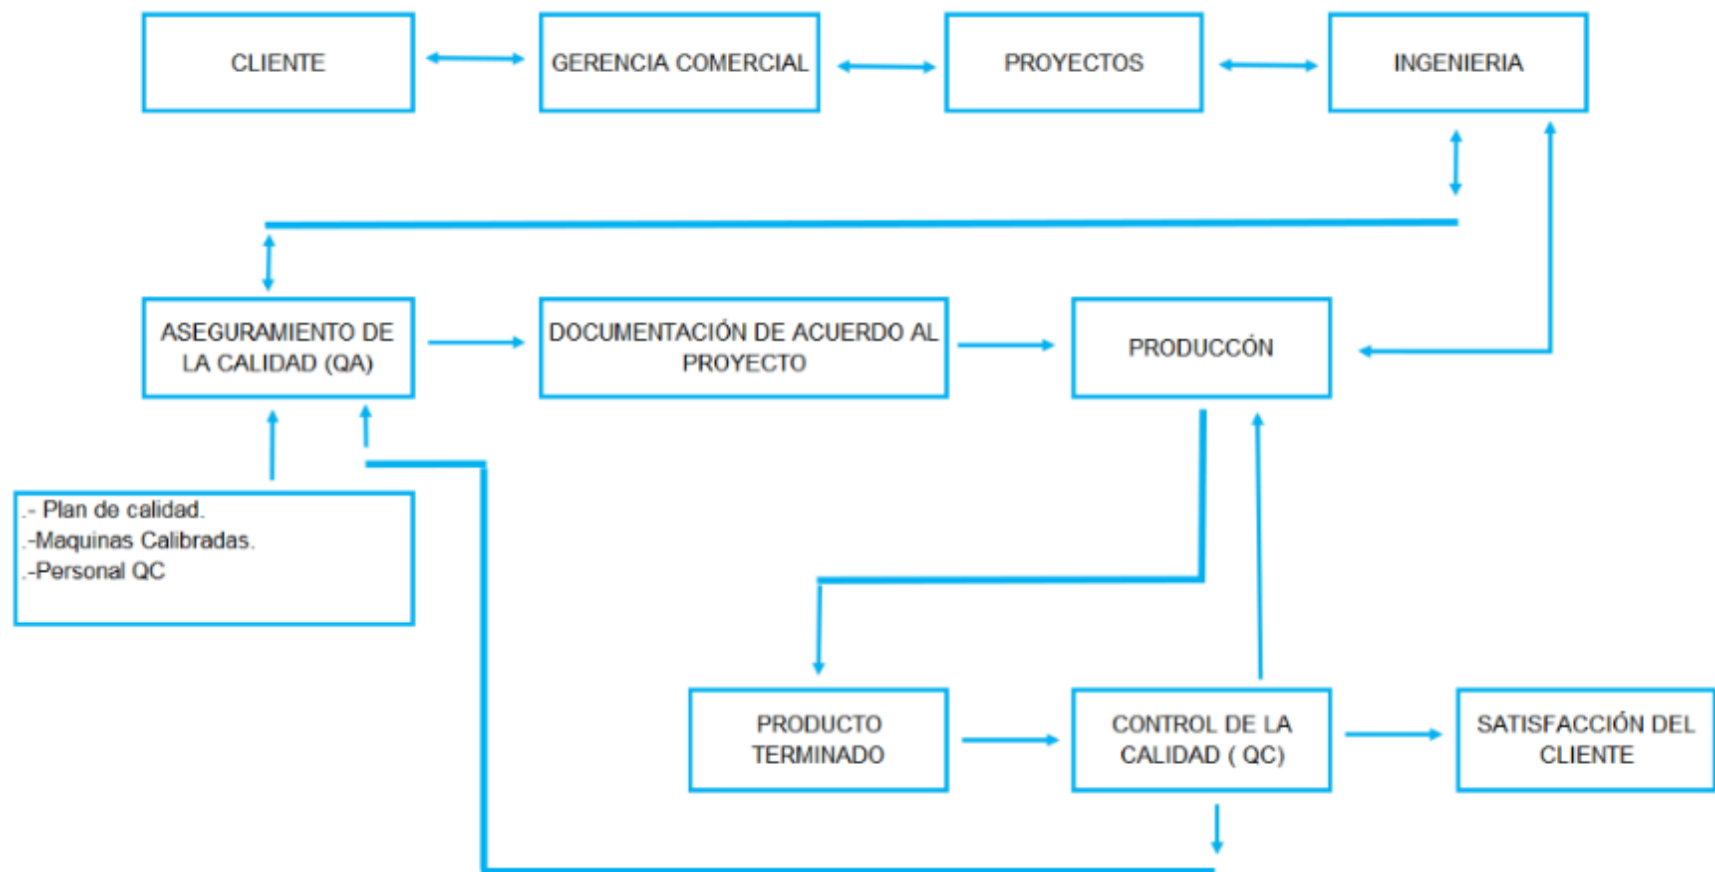 CLIENTE
GERENCIA COMERCIAL
PROYECTOS
INGENIERIA
ASEGURAMIENTO DE
LA CALIDAD (QA)
DOCUMENTACIÓN DE ACUERDO AL
PROYECTO
PRODUCCÓN
.- Plan de calidad.
.-Maquinas Calibradas.
.-Personal QC
PRODUCTO
TERMINADO
CONTROL DE LA
CALIDAD ( QC)
SATISFACCIÓN DEL
CLIENTE